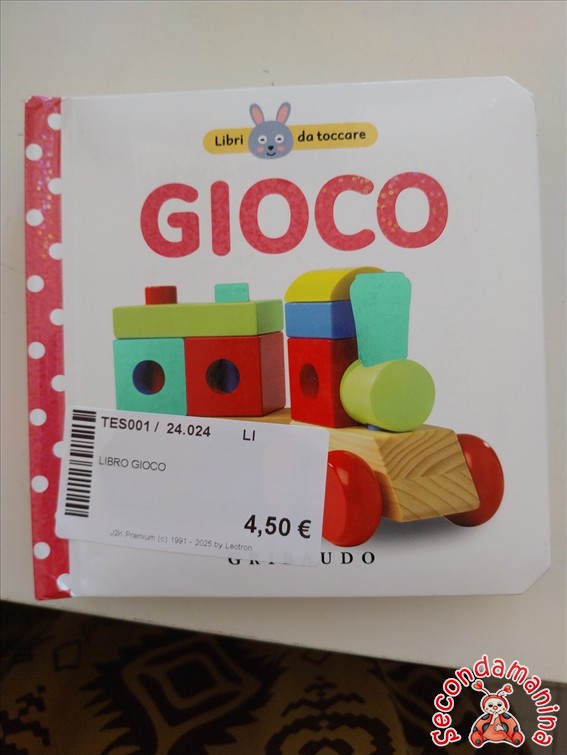 Libri da toccare
GIOCO
TES001 / 24.024 LI
LIBRO GIOCO
4,50 €
J2K Premium (c) 1991 - 2025 by Leotron
GRIBAUDO
Secondamanina